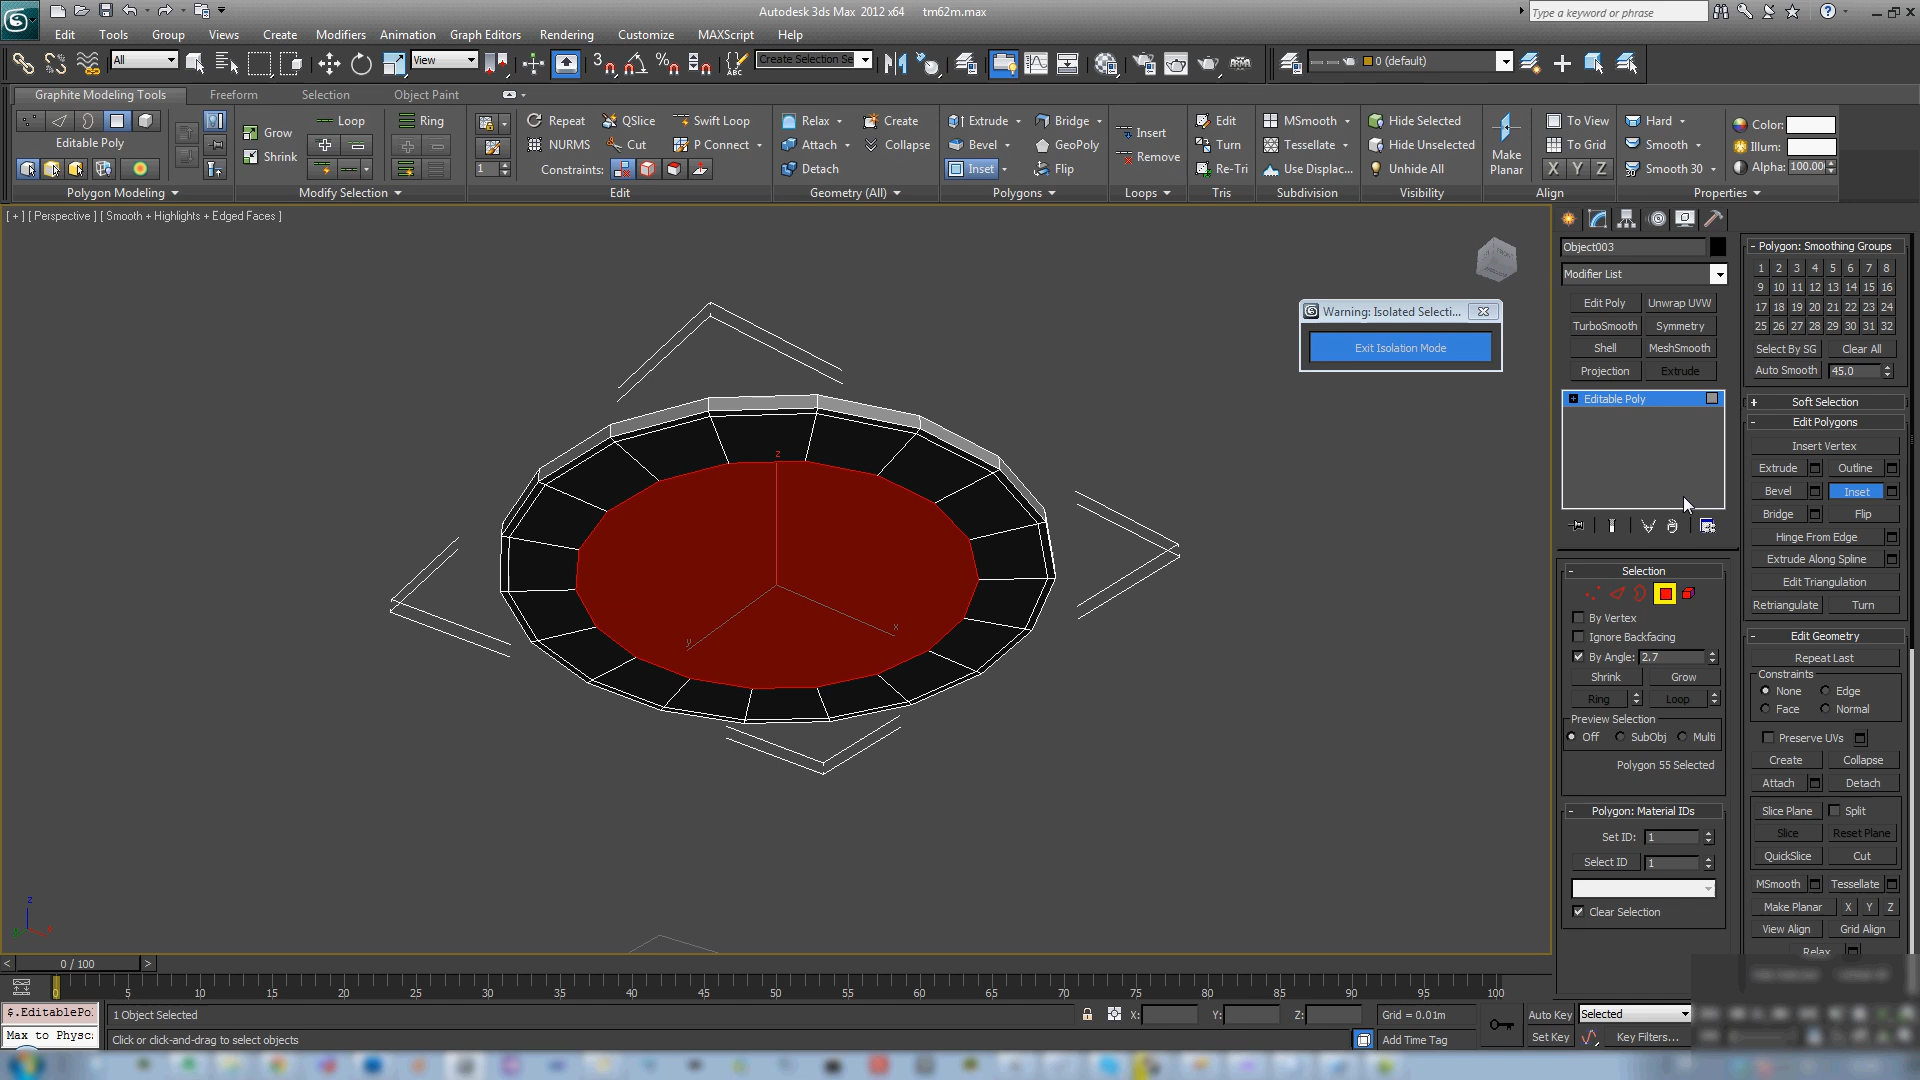 Autodesk 3ds Max 2012 x64 tm62m.max
Type a keyword or phrase
Edit Tools Group Views Create Modifiers Animation Graph Editors Rendering Customize MAXScript Help
All View 3 Create Selection Se 0 (default)
Graphite Modeling Tools Freeform Selection Object Paint
Editable Poly
Polygon Modeling
Grow Loop Ring
Shrink
1
Modify Selection
Repeat QSlice Swift Loop
NURMS Cut P Connect
Constraints:
Edit
Relax Create
Attach Collapse
Detach
Geometry (All)
Extrude Bridge
Bevel GeoPoly
Inset Flip
Polygons
Insert
Remove
Loops
Edit
Turn
Re-Tri
Tris
MSmooth
Tessellate
Use Displac...
Subdivision
Hide Selected
Hide Unselected
Unhide All
Visibility
Make Planar
To View
To Grid
X Y Z
Align
Hard
Smooth
Smooth 30
Color:
Illum:
Alpha: 100.00
Properties
[ + ] [ Perspective ] [ Smooth + Highlights + Edged Faces ]
Warning: Isolated Selecti...
Exit Isolation Mode
z
x
y
z
Object003
Modifier List
Edit Poly Unwrap UVW
TurboSmooth Symmetry
Shell MeshSmooth
Projection Extrude
Editable Poly
Selection
By Vertex
Ignore Backfacing
By Angle: 2.7
Shrink Grow
Ring Loop
Preview Selection
Off SubObj Multi
Polygon 55 Selected
Polygon: Material IDs
Set ID: 1
Select ID 1
Clear Selection
Polygon: Smoothing Groups
1 2 3 4 5 6 7 8
9 10 11 12 13 14 15 16
17 18 19 20 21 22 23 24
25 26 27 28 29 30 31 32
Select By SG Clear All
Auto Smooth 45.0
Soft Selection
Edit Polygons
Insert Vertex
Extrude Outline
Bevel Inset
Bridge Flip
Hinge From Edge
Extrude Along Spline
Edit Triangulation
Retriangulate Turn
Edit Geometry
Repeat Last
Constraints
None Edge
Face Normal
Preserve UVs
Create Collapse
Attach Detach
Slice Plane Split
Slice Reset Plane
QuickSlice Cut
MSmooth Tessellate
Make Planar X Y Z
View Align Grid Align
Relax
< 0 / 100 >
0 5 10 15 20 25 30 35 40 45 50 55 60 65 70 75 80 85 90 95 100
$.EditablePo 1 Object Selected X: Y: Z: Grid = 0.01m Auto Key Selected
Max to Physc: Click or click-and-drag to select objects Add Time Tag Set Key Key Filters...